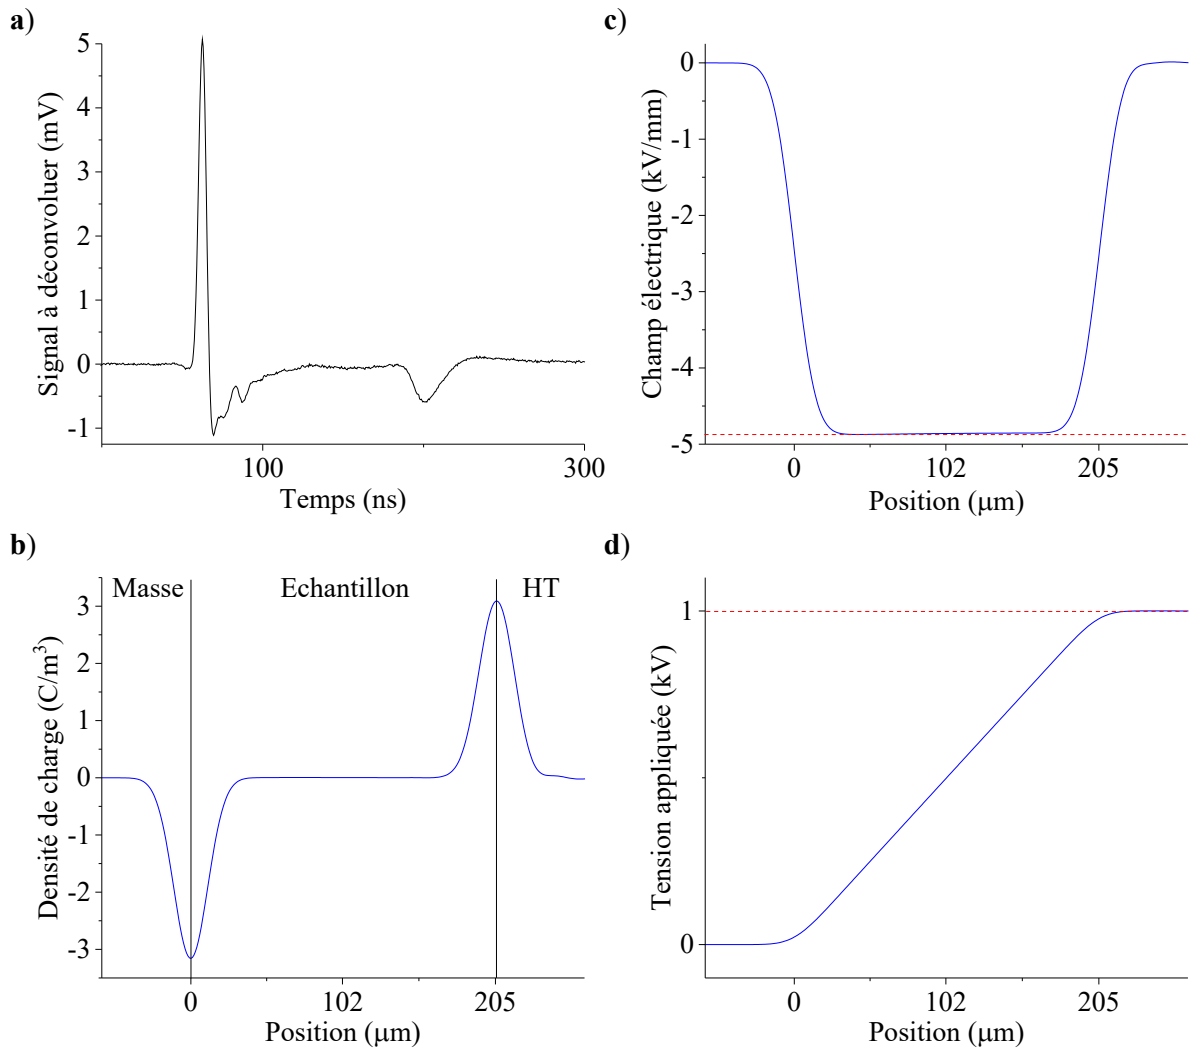 a)
Signal à déconvoluer (mV)
5
4
3
2
1
0
-1
100
300
Temps (ns)
c)
Champ électrique (kV/mm)
0
-1
-2
-3
-4
-5
0
102
205
Position (μm)
b)
Densité de charge (C/m³)
Masse
Echantillon
HT
3
2
1
0
-1
-2
-3
0
102
205
Position (μm)
d)
Tension appliquée (kV)
1
0
0
102
205
Position (μm)